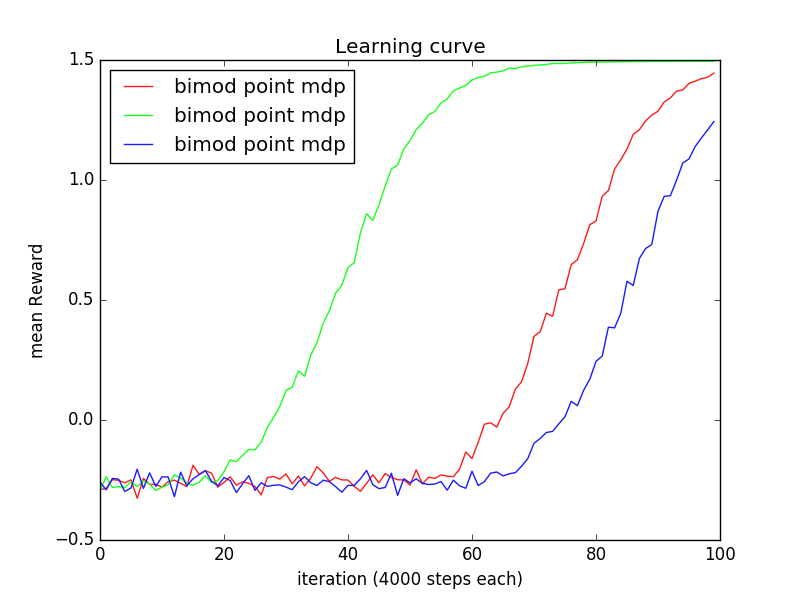 Learning curve
bimod point mdp
bimod point mdp
bimod point mdp
1.5
1.0
0.5
0.0
−0.5
mean Reward
0 20 40 60 80 100
iteration (4000 steps each)